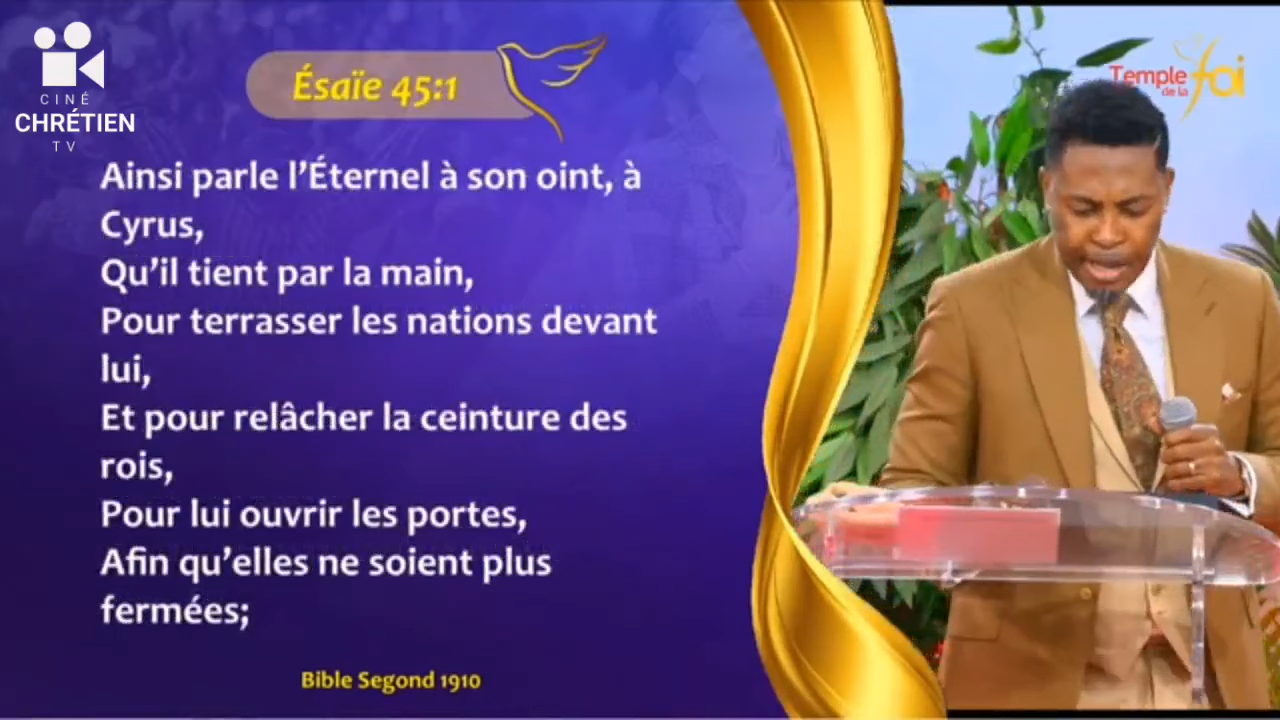 CINÉ
CHRÉTIEN
TV
Ésaïe 45:1
Temple
de la
foi
Ainsi parle l’Éternel à son oint, à
Cyrus,
Qu’il tient par la main,
Pour terrasser les nations devant
lui,
Et pour relâcher la ceinture des
rois,
Pour lui ouvrir les portes,
Afin qu’elles ne soient plus
fermées;
Bible Segond 1910